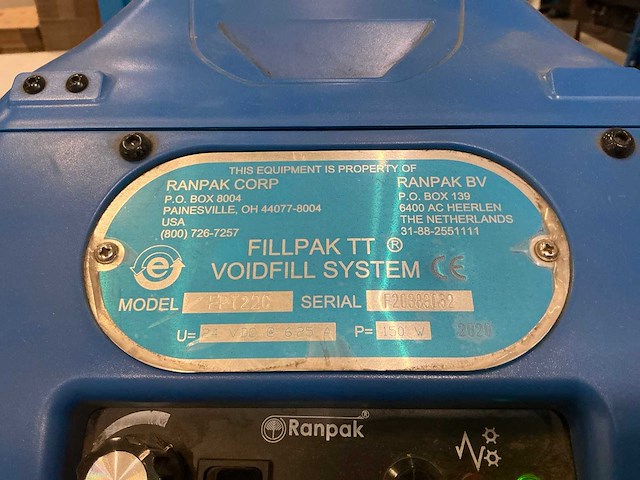 THIS EQUIPMENT IS PROPERTY OF
RANPAK CORP
P.O. BOX 8004
PAINESVILLE, OH 44077-8004
USA
(800) 726-7257
RANPAK BV
P.O. BOX 139
6400 AC HEERLEN
THE NETHERLANDS
31-88-2551111
FILLPAK TT ®
VOIDFILL SYSTEM CE
e
MODEL SERIAL
U= P= 150 W
Ranpak®